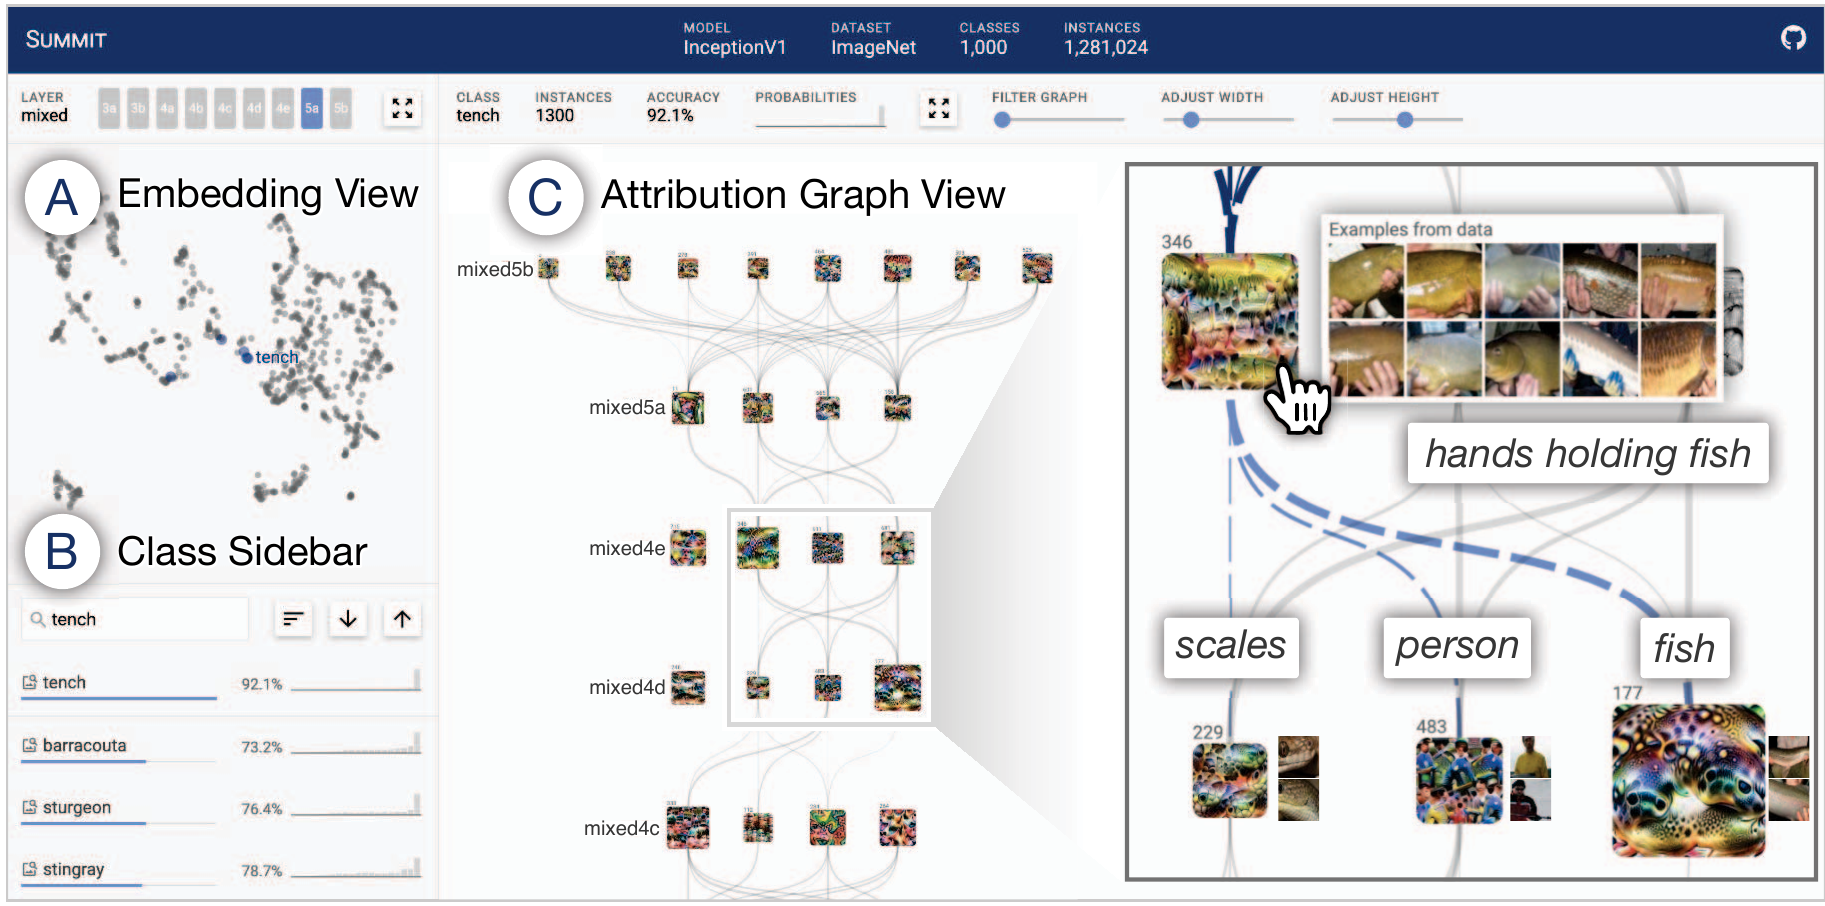 SUMMIT
MODEL
InceptionV1
DATASET
ImageNet
CLASSES
1,000
INSTANCES
1,281,024
LAYER
mixed
3a 3b 4a 4b 4c 4d 4e 5a 5b
CLASS
tench
INSTANCES
1300
ACCURACY
92.1%
PROBABILITIES
FILTER GRAPH
ADJUST WIDTH
ADJUST HEIGHT
A Embedding View
tench
B Class Sidebar
tench
tench 92.1%
barracouta 73.2%
sturgeon 76.4%
stingray 78.7%
C Attribution Graph View
mixed5b
mixed5a
mixed4e
mixed4d
mixed4c
346
Examples from data
hands holding fish
scales
person
fish
229
483
177